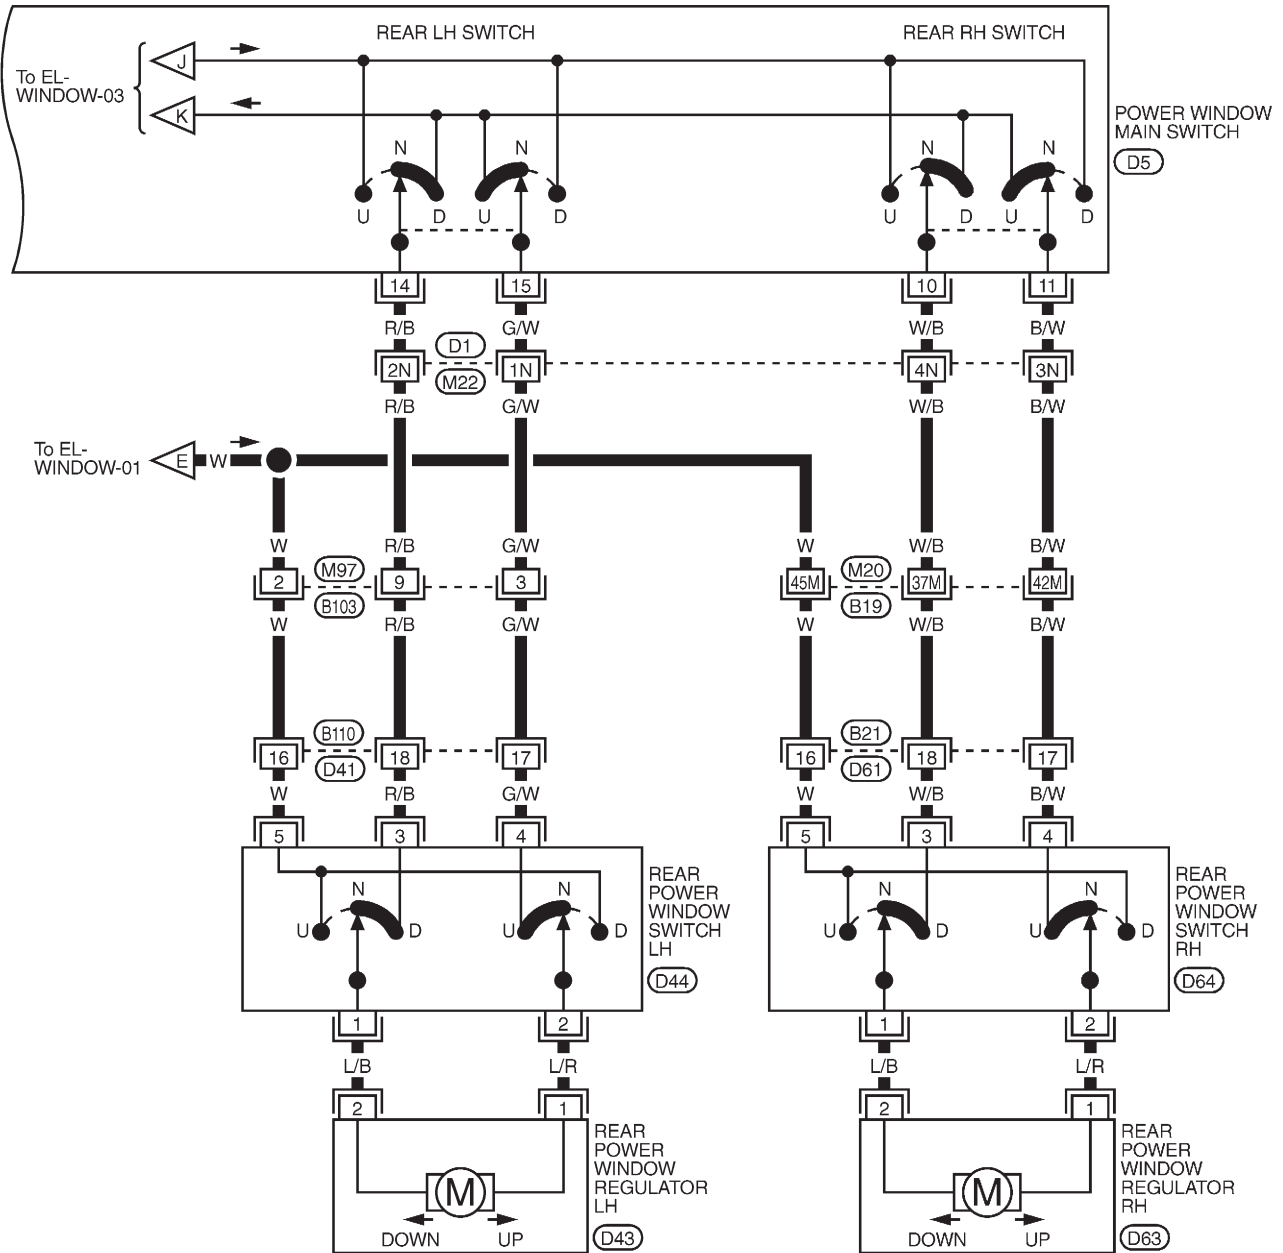 REAR LH SWITCH
REAR RH SWITCH
To EL-
WINDOW-03
J
K
POWER WINDOW
MAIN SWITCH
D5
N
N
N
N
U
D
U
D
U
D
U
D
14
15
10
11
R/B
G/W
W/B
B/W
D1
2N
1N
4N
3N
M22
R/B
G/W
W/B
B/W
To EL-
WINDOW-01
E
W
W
R/B
G/W
W
W/B
B/W
M97
M20
2
9
3
45M
37M
42M
B103
B19
W
R/B
G/W
W
W/B
B/W
B110
B21
16
18
17
16
18
17
D41
D61
W
R/B
G/W
W
W/B
B/W
5
3
4
5
3
4
N
N
U
D
U
D
REAR
POWER
WINDOW
SWITCH
LH
D44
N
N
U
D
U
D
REAR
POWER
WINDOW
SWITCH
RH
D64
1
2
1
2
L/B
L/R
L/B
L/R
2
1
2
1
M
DOWN
UP
REAR
POWER
WINDOW
REGULATOR
LH
D43
M
DOWN
UP
REAR
POWER
WINDOW
REGULATOR
RH
D63